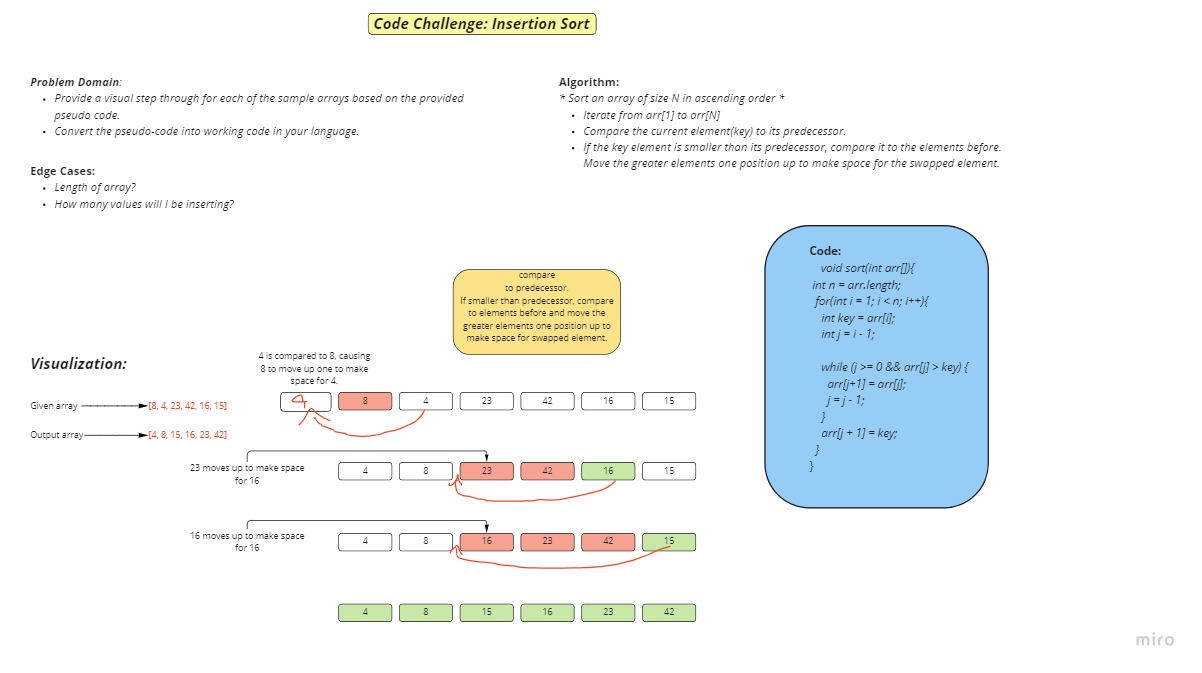 Code Challenge: Insertion Sort
Problem Domain:
• Provide a visual step through for each of the sample arrays based on the provided
pseudo code.
• Convert the pseudo-code into working code in your language.
Edge Cases:
• Length of array?
• How many values will I be inserting?
Algorithm:
* Sort an array of size N in ascending order *
• Iterate from arr[1] to arr[N]
• Compare the current element(key) to its predecessor.
• If the key element is smaller than its predecessor, compare it to the elements before.
Move the greater elements one position up to make space for the swapped element.
Code:
void sort(int arr[]){
int n = arr.length;
for(int i = 1; i < n; i++){
int key = arr[i];
int j = i - 1;
while (j >= 0 && arr[j] > key) {
arr[j+1] = arr[j];
j = j - 1;
}
arr[j + 1] = key;
}
}
compare
to predecessor.
If smaller than predecessor, compare
to elements before and move the
greater elements one position up to
make space for swapped element.
Visualization:
Given array
[8, 4, 23, 42, 16, 15]
Output array
[4, 8, 15, 16, 23, 42]
4 is compared to 8, causing
8 to move up one to make
space for 4.
4 8 4 23 42 16 15
23 moves up to make space
for 16
4 8 23 42 16 15
16 moves up to make space
for 16
4 8 16 23 42 15
4 8 15 16 23 42
miro